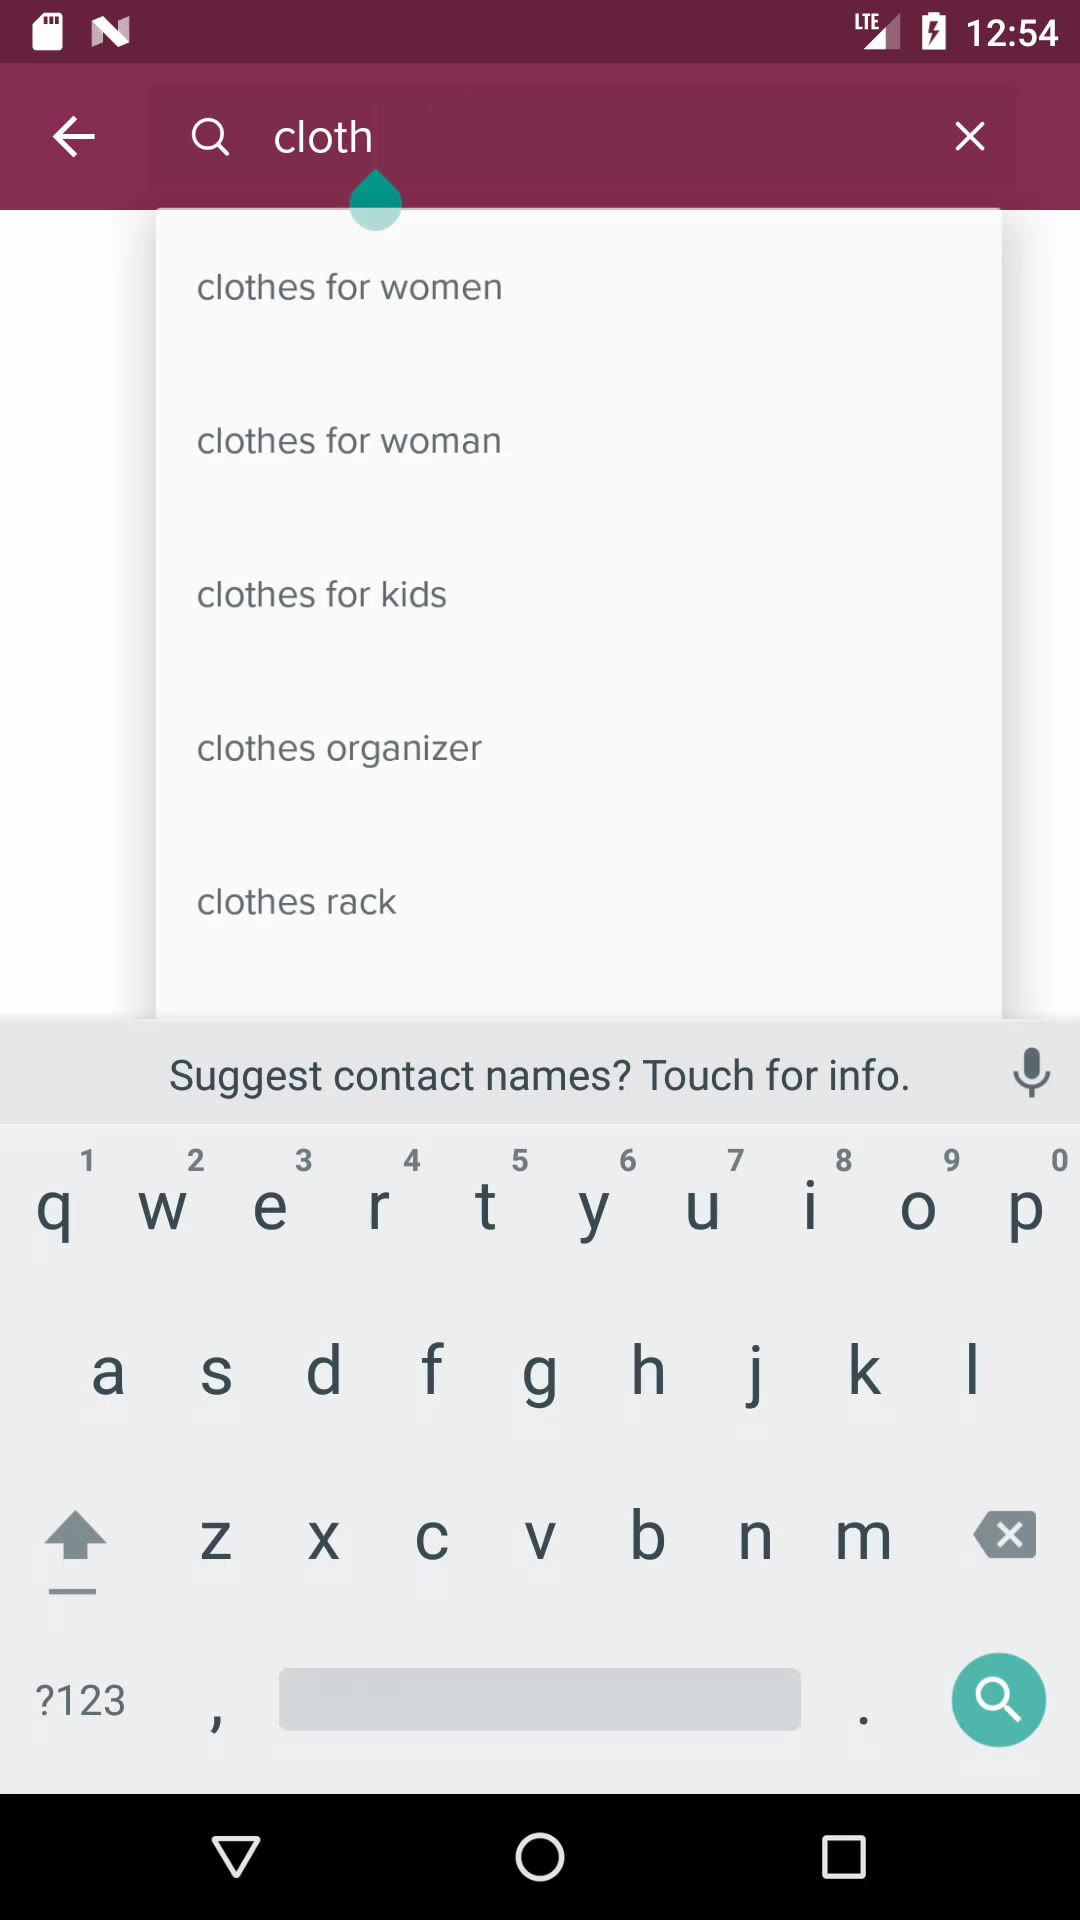 LTE 12:54
cloth
clothes for women
clothes for woman
clothes for kids
clothes organizer
clothes rack
Suggest contact names? Touch for info.
1 2 3 4 5 6 7 8 9 0
q w e r t y u i o p
a s d f g h j k l
z x c v b n m
?123 , .